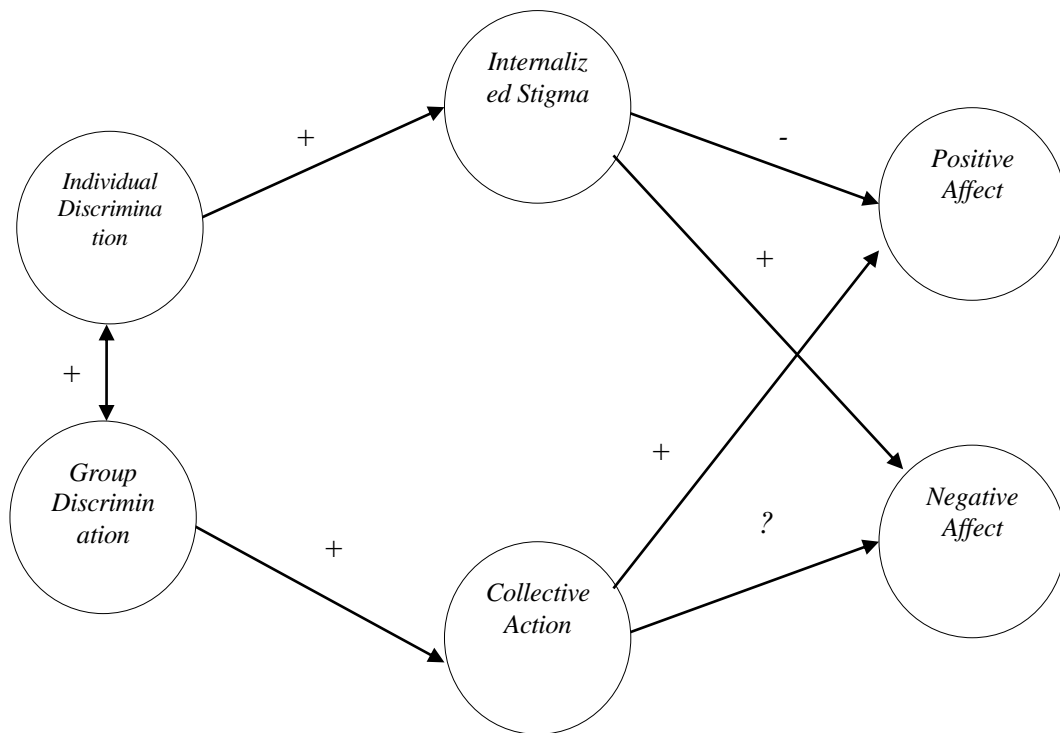 Internaliz
ed Stigma
+
-
Individual
Discrimina
tion
Positive
Affect
+
+
Group
Discrimin
ation
+
+
?
Negative
Affect
Collective
Action